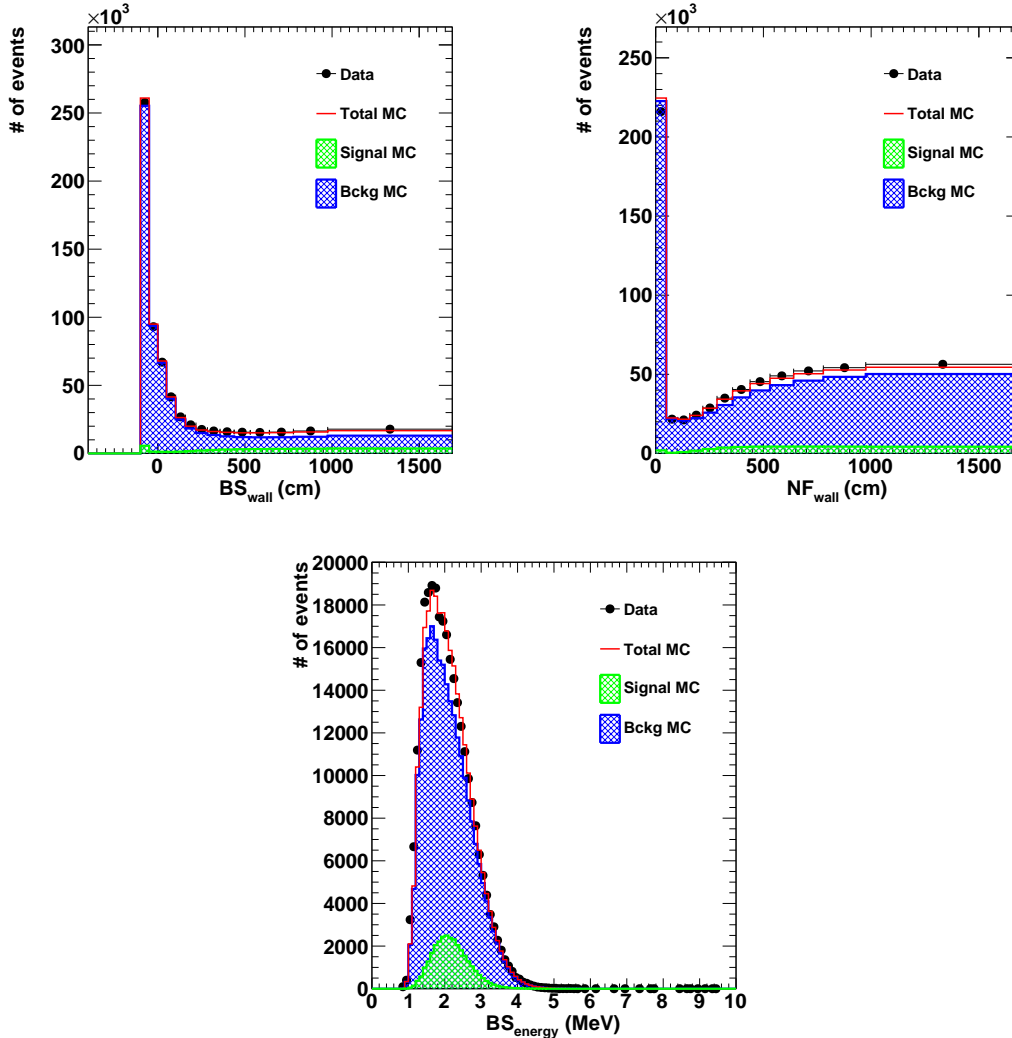 ×10³
# of events
300
250
200
150
100
50
0
Data
Total MC
Signal MC
Bckg MC
0 500 1000 1500
BS_wall (cm)
×10³
# of events
250
200
150
100
50
0
Data
Total MC
Signal MC
Bckg MC
0 500 1000 1500
NF_wall (cm)
# of events
20000
18000
16000
14000
12000
10000
8000
6000
4000
2000
0
Data
Total MC
Signal MC
Bckg MC
0 1 2 3 4 5 6 7 8 9 10
BS_energy (MeV)